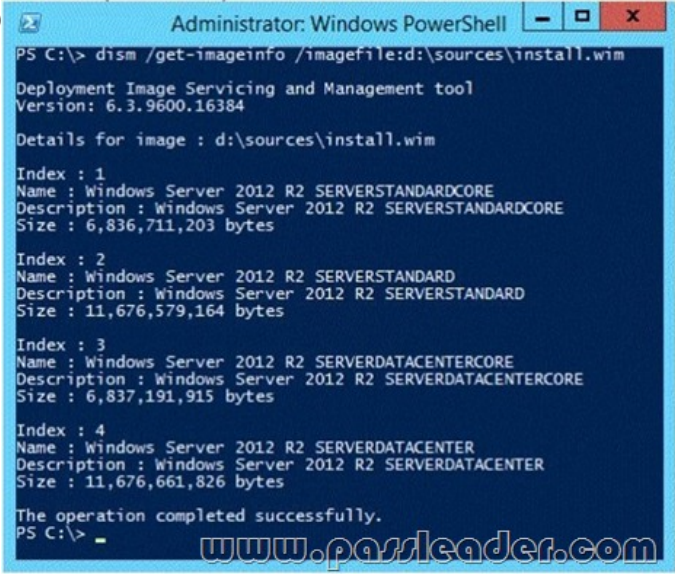 Administrator: Windows PowerShell
PS C:\> dism /get-imageinfo /imagefile:d:\sources\install.wim
Deployment Image Servicing and Management tool
Version: 6.3.9600.16384
Details for image : d:\sources\install.wim
Index : 1
Name : Windows Server 2012 R2 SERVERSTANDARDCORE
Description : Windows Server 2012 R2 SERVERSTANDARDCORE
Size : 6,836,711,203 bytes
Index : 2
Name : Windows Server 2012 R2 SERVERSTANDARD
Description : Windows Server 2012 R2 SERVERSTANDARD
Size : 11,676,579,164 bytes
Index : 3
Name : Windows Server 2012 R2 SERVERDATACENTERCORE
Description : Windows Server 2012 R2 SERVERDATACENTERCORE
Size : 6,837,191,915 bytes
Index : 4
Name : Windows Server 2012 R2 SERVERDATACENTER
Description : Windows Server 2012 R2 SERVERDATACENTER
Size : 11,676,661,826 bytes
The operation completed successfully.
PS C:\> _
www.passleader.com